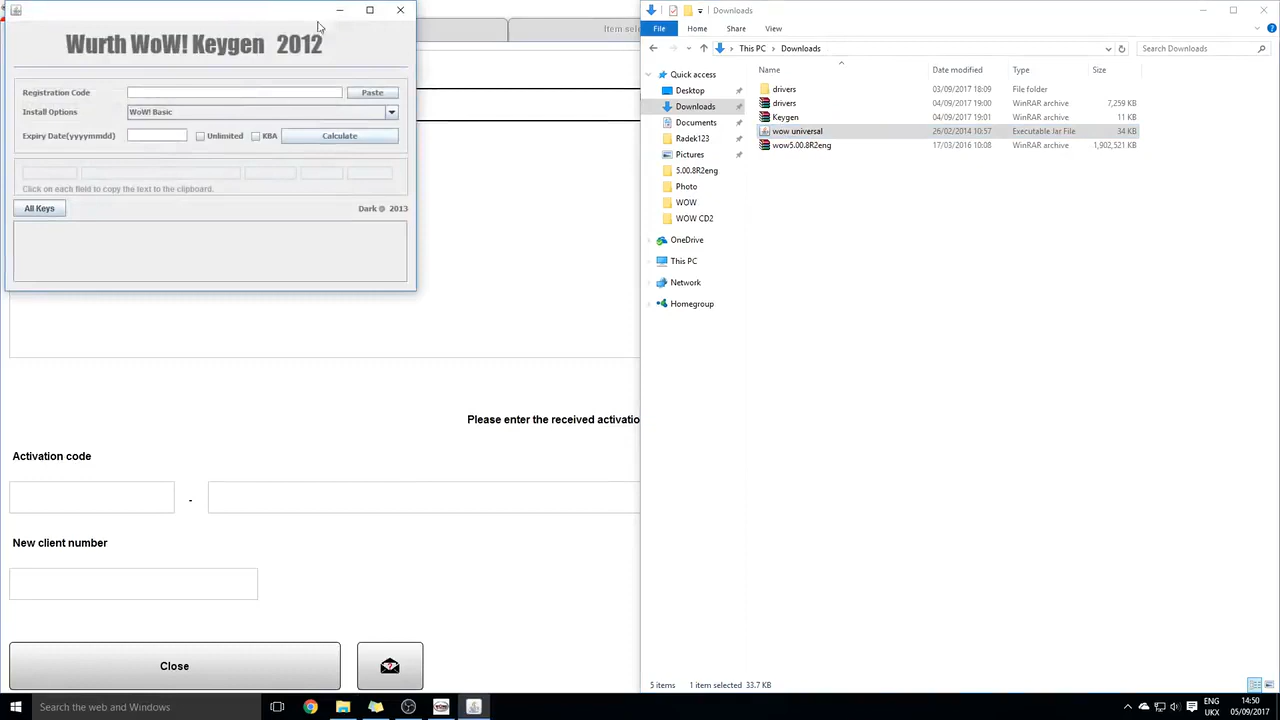 Wurth WoW! Keygen 2012
Registration Code
Paste
Install Options
WoW! Basic
Expiry Date(yyyymmdd)
Unlimited
KBA
Calculate
Click on each field to copy the text to the clipboard.
All Keys
Dark @ 2013
Please enter the received activatio
Activation code
-
New client number
Close
Downloads
File
Home
Share
View
This PC
Downloads
Search Downloads
Quick access
Desktop
Downloads
Documents
Radek123
Pictures
5.00.8R2eng
Photo
WOW
WOW CD2
OneDrive
This PC
Network
Homegroup
Name Date modified Type Size
drivers 03/09/2017 18:09 File folder
drivers 04/09/2017 19:00 WinRAR archive 7,259 KB
Keygen 04/09/2017 19:01 WinRAR archive 11 KB
wow universal 26/02/2014 10:57 Executable Jar File 34 KB
wow5.00.8R2eng 17/03/2016 10:08 WinRAR archive 1,902,521 KB
5 items 1 item selected 33.7 KB
Search the web and Windows
ENG
UKX
14:50
05/09/2017